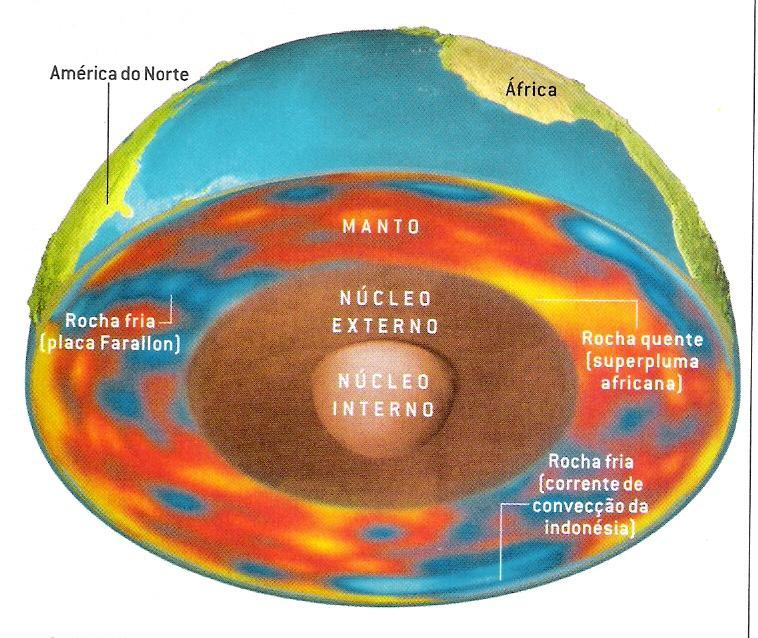 América do Norte
África
MANTO
NÚCLEO
EXTERNO
NÚCLEO
INTERNO
Rocha fria
(placa Farallon)
Rocha quente
(superpluma
africana)
Rocha fria
(corrente de
convecção da
indonésia)